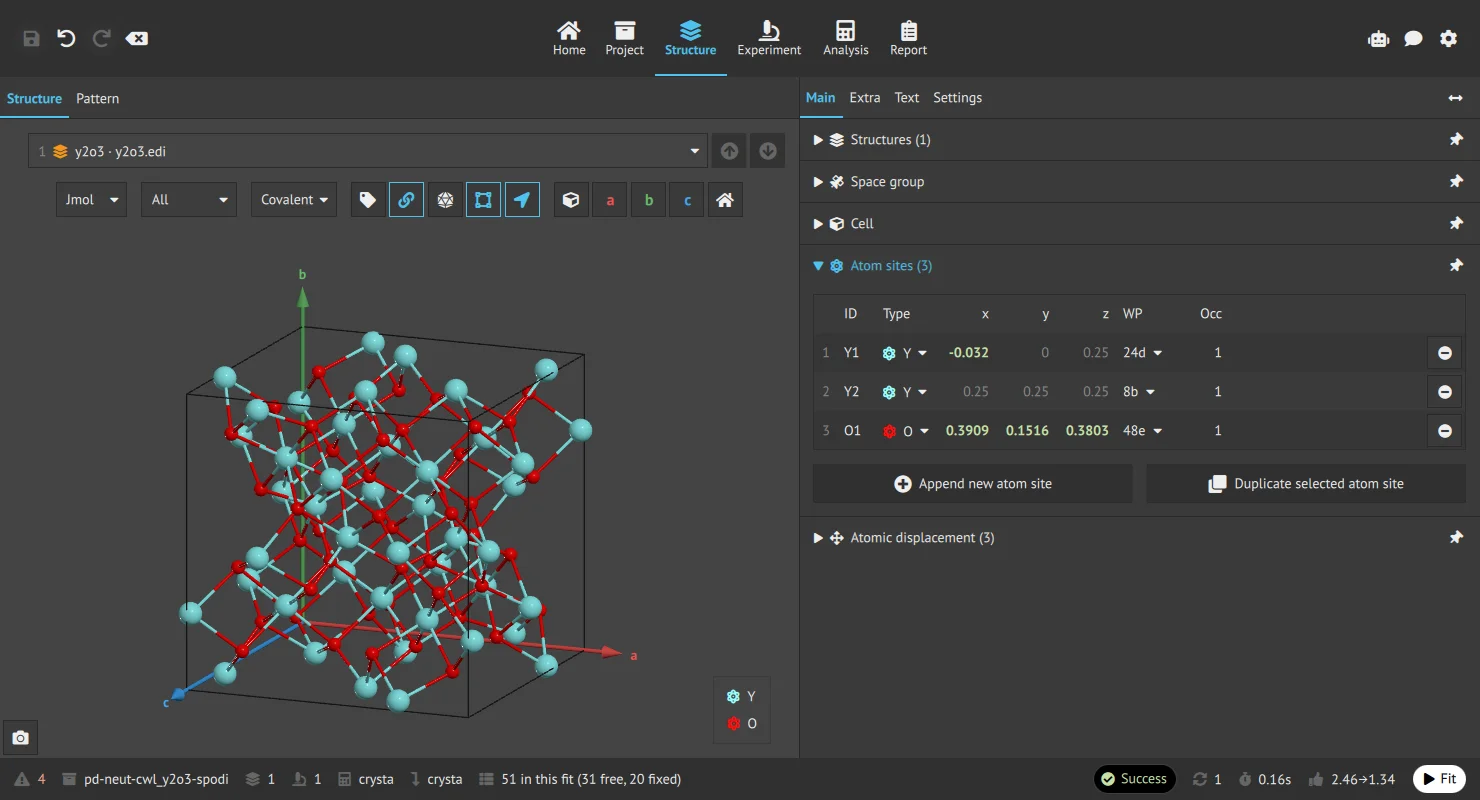 Home Project Structure Experiment Analysis Report
Structure Pattern
Main Extra Text Settings
1 y2o3 · y2o3.edi
Jmol All Covalent a b c
b
a
c
Y
O
Structures (1)
Space group
Cell
Atom sites (3)
ID Type x y z WP Occ
1 Y1 Y -0.032 0 0.25 24d 1
2 Y2 Y 0.25 0.25 0.25 8b 1
3 O1 O 0.3909 0.1516 0.3803 48e 1
Append new atom site Duplicate selected atom site
Atomic displacement (3)
4 pd-neut-cwl_y2o3-spodi 1 1 crysta crysta 51 in this fit (31 free, 20 fixed) Success 1 0.16s 2.46→1.34 Fit